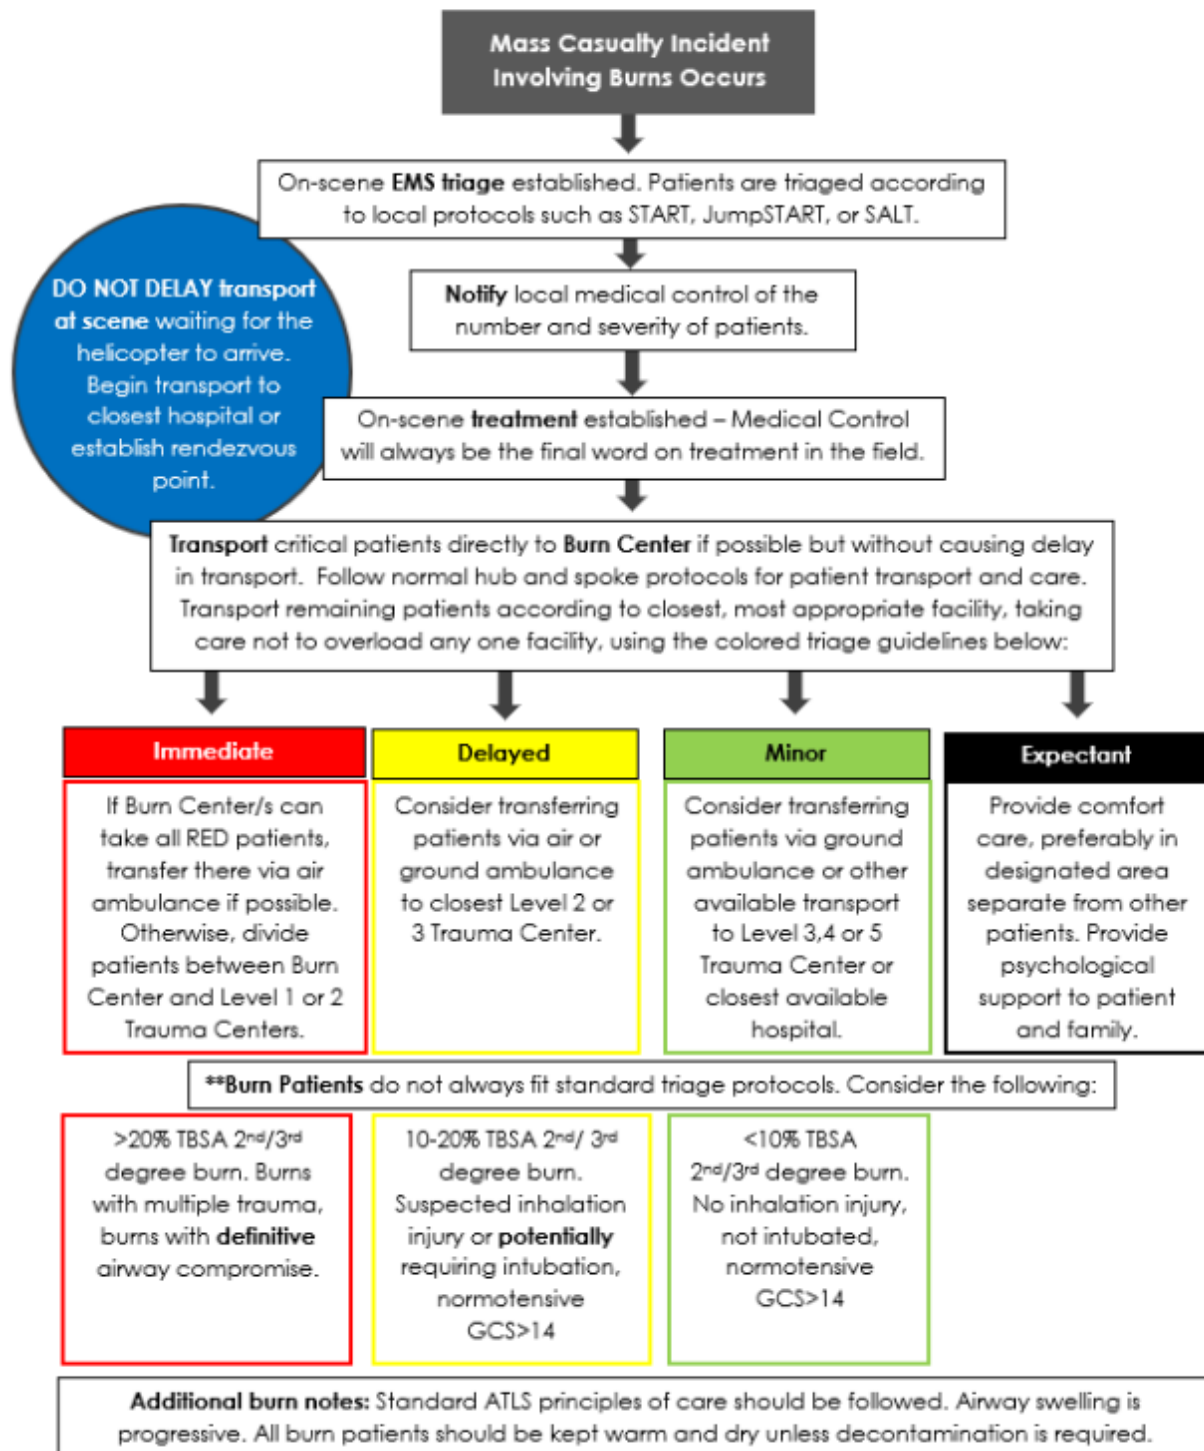 Mass Casualty Incident
Involving Burns Occurs
On-scene EMS triage established. Patients are triaged according
to local protocols such as START, JumpSTART, or SALT.
DO NOT DELAY transport
at scene waiting for the
helicopter to arrive.
Begin transport to
closest hospital or
establish rendezvous
point.
Notify local medical control of the
number and severity of patients.
On-scene treatment established – Medical Control
will always be the final word on treatment in the field.
Transport critical patients directly to Burn Center if possible but without causing delay
in transport. Follow normal hub and spoke protocols for patient transport and care.
Transport remaining patients according to closest, most appropriate facility, taking
care not to overload any one facility, using the colored triage guidelines below:
Immediate
If Burn Center/s can
take all RED patients,
transfer there via air
ambulance if possible.
Otherwise, divide
patients between Burn
Center and Level 1 or 2
Trauma Centers.
Delayed
Consider transferring
patients via air or
ground ambulance
to closest Level 2 or
3 Trauma Center.
Minor
Consider transferring
patients via ground
ambulance or other
available transport
to Level 3,4 or 5
Trauma Center or
closest available
hospital.
Expectant
Provide comfort
care, preferably in
designated area
separate from other
patients. Provide
psychological
support to patient
and family.
**Burn Patients do not always fit standard triage protocols. Consider the following:
>20% TBSA 2nd/3rd
degree burn. Burns
with multiple trauma,
burns with definitive
airway compromise.
10-20% TBSA 2nd/ 3rd
degree burn.
Suspected inhalation
injury or potentially
requiring intubation,
normotensive
GCS>14
<10% TBSA
2nd/3rd degree burn.
No inhalation injury,
not intubated,
normotensive
GCS>14
Additional burn notes: Standard ATLS principles of care should be followed. Airway swelling is
progressive. All burn patients should be kept warm and dry unless decontamination is required.